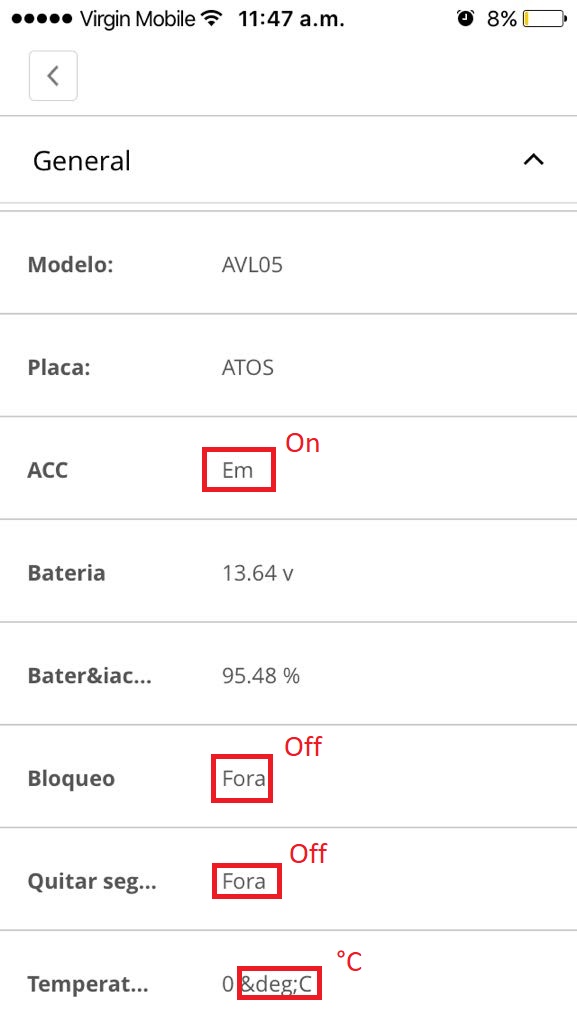 Virgin Mobile 11:47 a.m. 8%
General
Modelo: AVL05
Placa: ATOS
On
ACC Em
Bateria 13.64 v
Bater&iac... 95.48 %
Off
Bloqueo Fora
Off
Quitar seg... Fora
°C
Temperat... 0 &deg;C